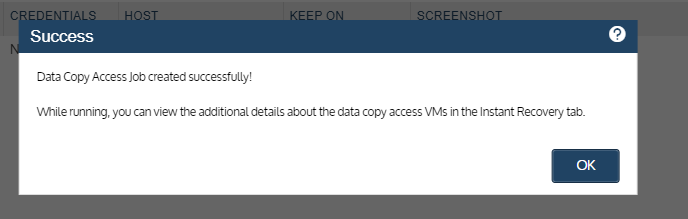 CREDENTIALS HOST KEEP ON SCREENSHOT
Success ?
N
Data Copy Access Job created successfully!
While running, you can view the additional details about the data copy access VMs in the Instant Recovery tab.
OK